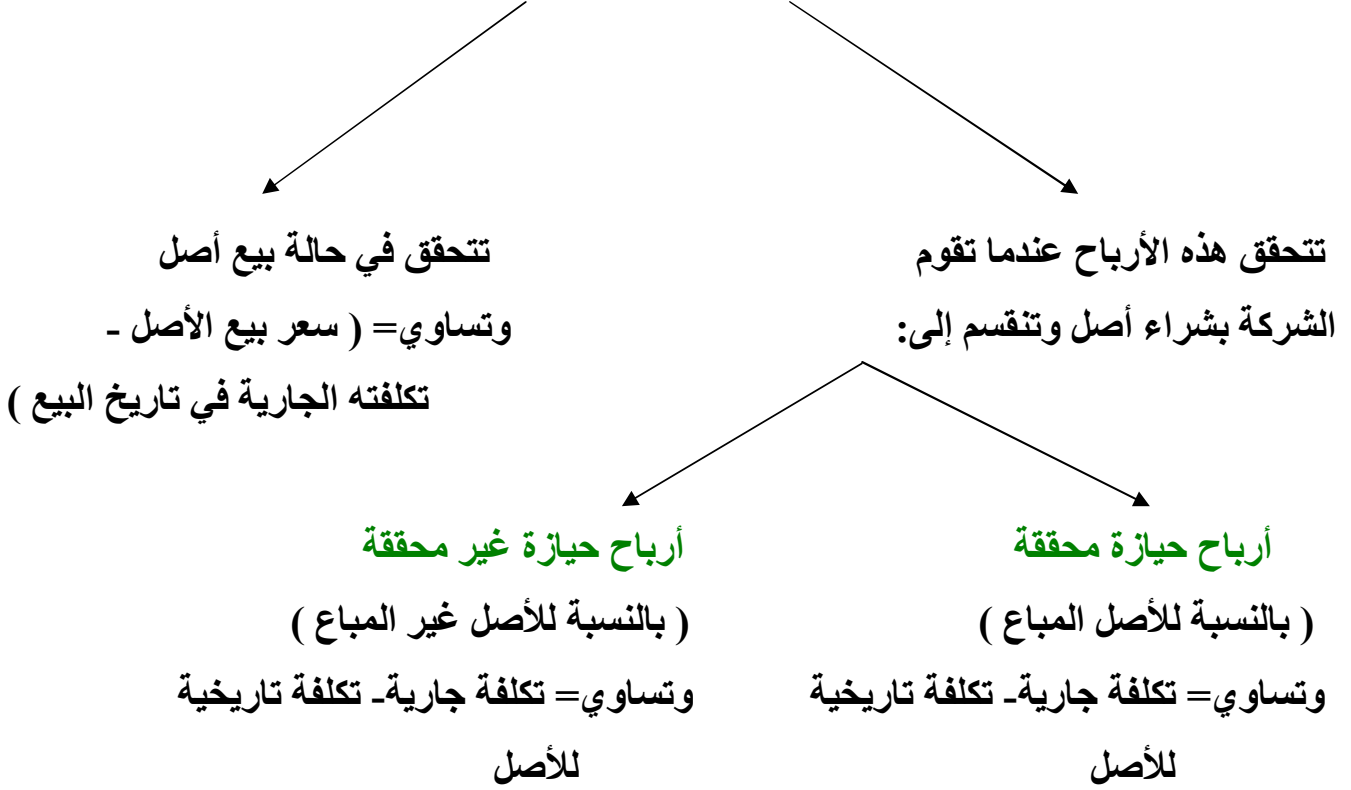 تتحقق هذه الأرباح عندما تقوم
الشركة بشراء أصل وتنقسم إلى:
تتحقق في حالة بيع أصل
وتساوي= ( سعر بيع الأصل -
تكلفته الجارية في تاريخ البيع )
أرباح حيازة محققة
( بالنسبة للأصل المباع )
وتساوي= تكلفة جارية- تكلفة تاريخية
للأصل
أرباح حيازة غير محققة
( بالنسبة للأصل غير المباع )
وتساوي= تكلفة جارية- تكلفة تاريخية
للأصل